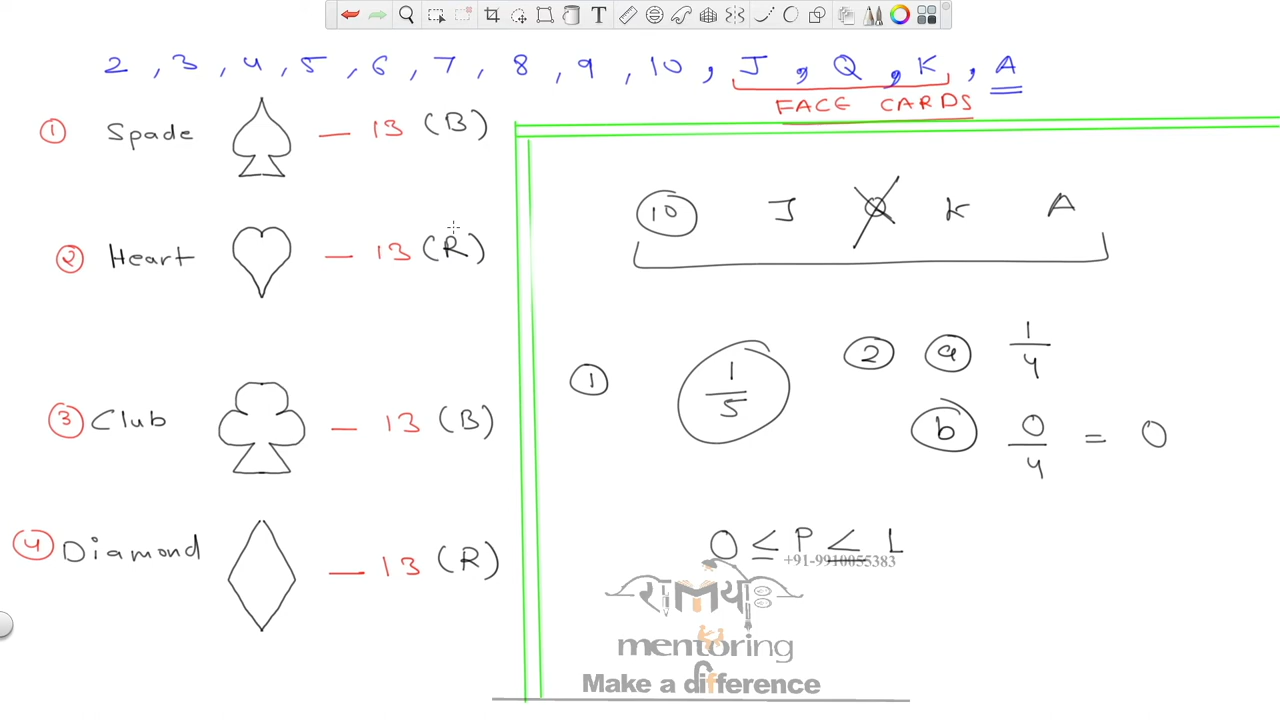 2 , 3 , 4 , 5 , 6 , 7 , 8 , 9 , 10 , J , Q , K , A
FACE CARDS
① Spade — 13 (B)
② Heart — 13 (R)
③ Club — 13 (B)
④ Diamond — 13 (R)
10 J Q K A
① 1/5
② ⓐ 1/4
ⓑ 0/4 = 0
0 ≤ P ≤ 1
+91-9910055383
राम्या
mentoring
Make a difference